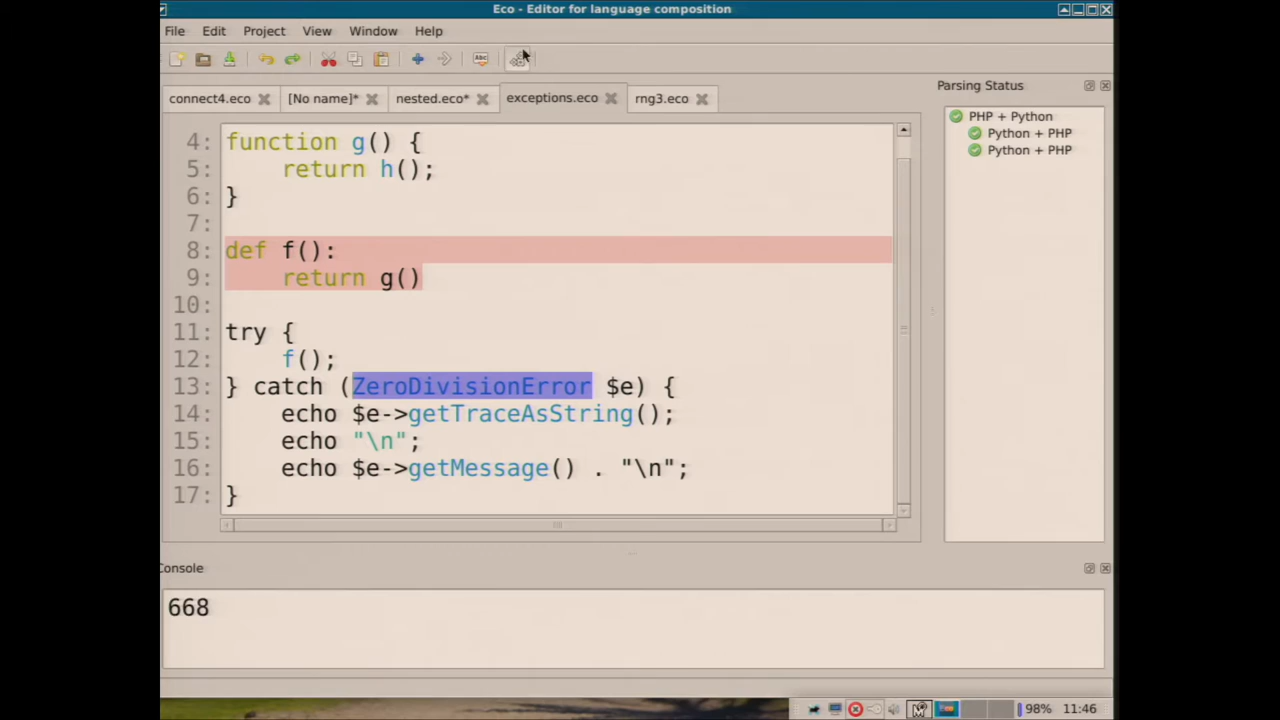 Eco - Editor for language composition
File Edit Project View Window Help
Abc
connect4.eco [No name]* nested.eco* exceptions.eco rng3.eco
Parsing Status
PHP + Python
Python + PHP
Python + PHP
4: function g() {
5: return h();
6: }
7:
8: def f():
9: return g()
10:
11: try {
12: f();
13: } catch (ZeroDivisionError $e) {
14: echo $e->getTraceAsString();
15: echo "\n";
16: echo $e->getMessage() . "\n";
17: }
Console
668
Eco 98% 11:46